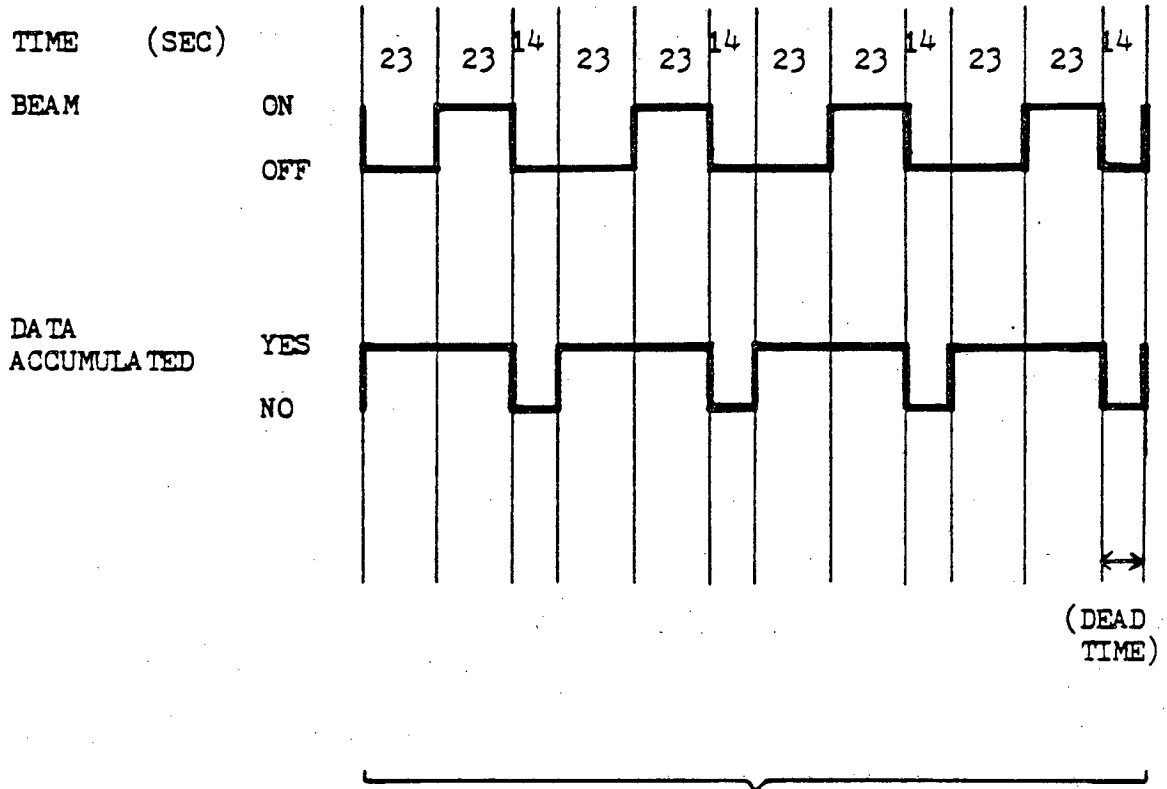 TIME (SEC) 23 23 14 23 23 14 23 23 14 23 23 14
BEAM ON
OFF
DATA
ACCUMULATED YES
NO
(DEAD
TIME)